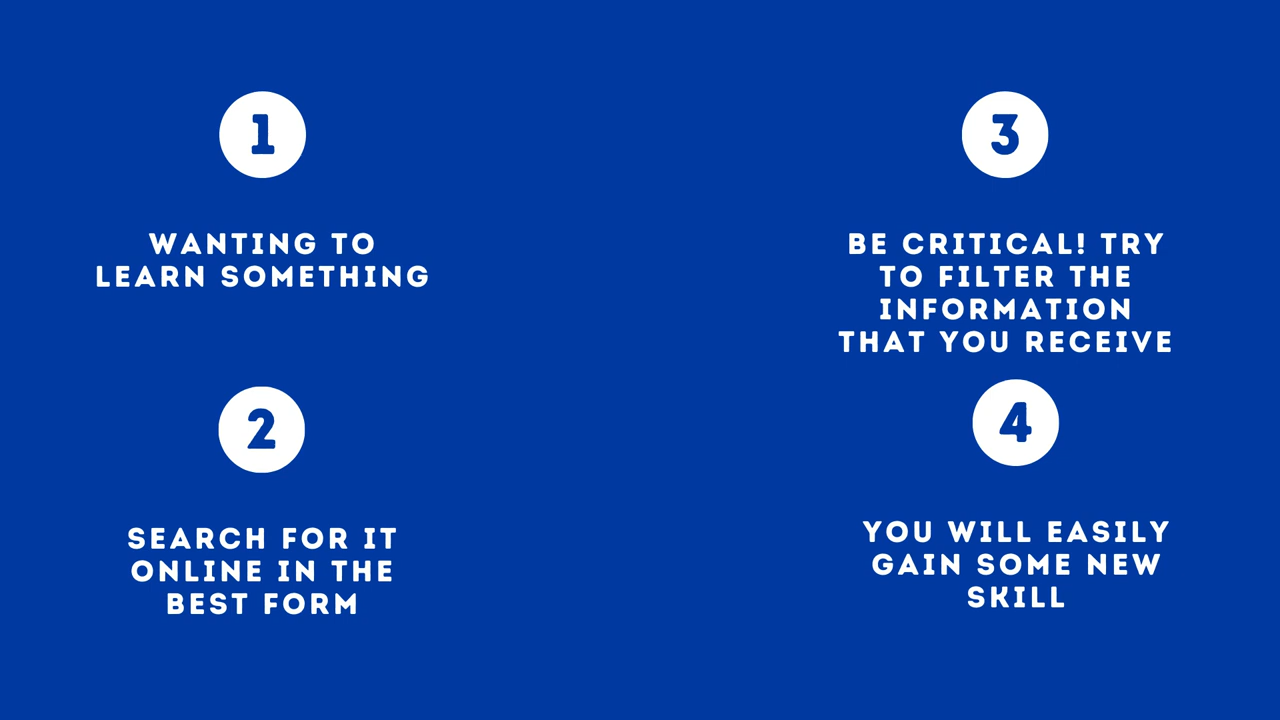 1
WANTING TO
LEARN SOMETHING
2
SEARCH FOR IT
ONLINE IN THE
BEST FORM
3
BE CRITICAL! TRY
TO FILTER THE
INFORMATION
THAT YOU RECEIVE
4
YOU WILL EASILY
GAIN SOME NEW
SKILL